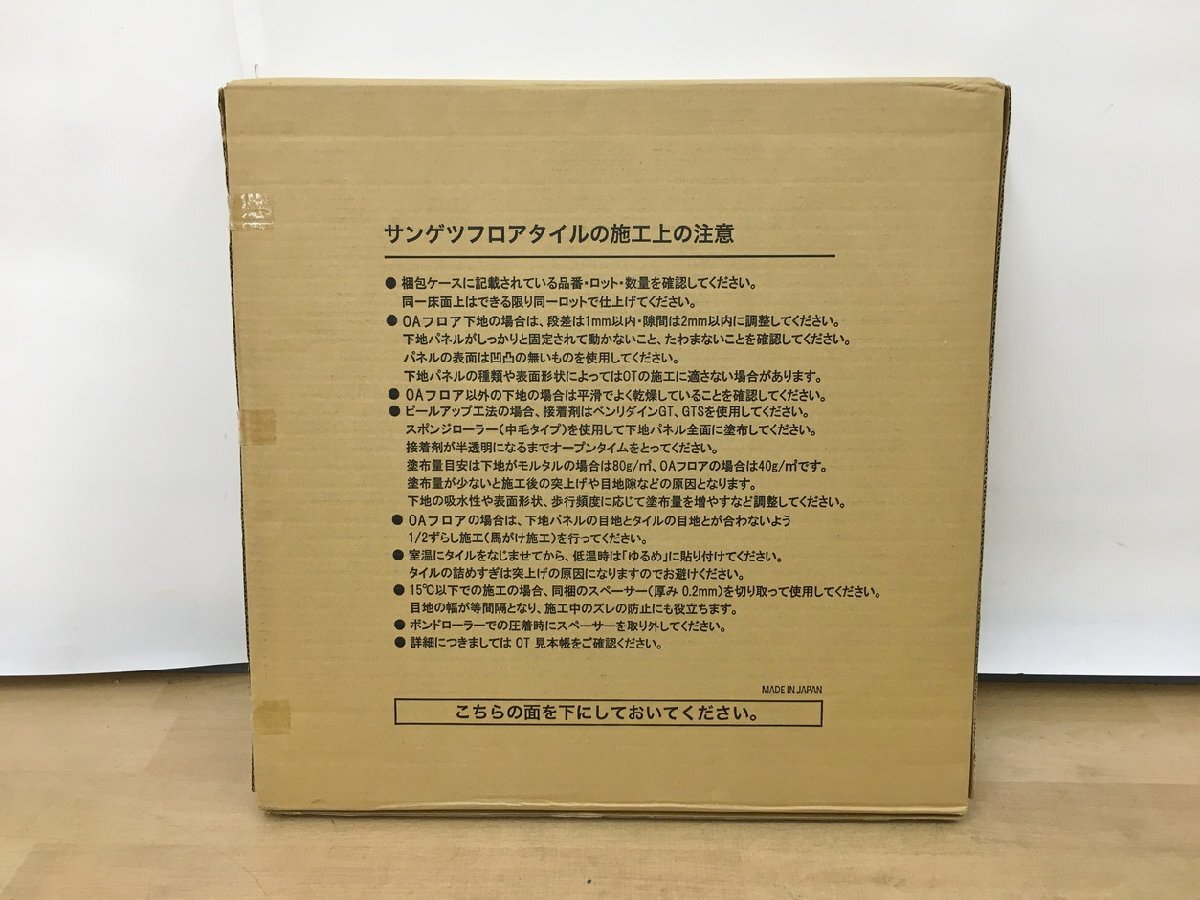 サンゲツフロアタイルの施工上の注意
● 梱包ケースに記載されている品番・ロット・数量を確認してください。
同一床面上はできる限り同一ロットで仕上げてください。
● OAフロア下地の場合は、段差は1mm以内・隙間は2mm以内に調整してください。
下地パネルがしっかりと固定されて動かないこと、たわまないことを確認してください。
パネルの表面は凹凸の無いものを使用してください。
下地パネルの種類や表面形状によってはOTの施工に適さない場合があります。
● OAフロア以外の下地の場合は平滑でよく乾燥していることを確認してください。
● ピールアップ工法の場合、接着剤はベンリダインGT、GTSを使用してください。
スポンジローラー(中毛タイプ)を使用して下地パネル全面に塗布してください。
接着剤が半透明になるまでオープンタイムをとってください。
塗布量目安は下地がモルタルの場合は80g/㎡、OAフロアの場合は40g/㎡です。
塗布量が少ないと施工後の突上げや目地隙などの原因となります。
下地の吸水性や表面形状、歩行頻度に応じて塗布量を増やすなど調整してください。
● OAフロアの場合は、下地パネルの目地とタイルの目地とが合わないよう
1/2ずらし施工(馬がけ施工)を行ってください。
● 室温にタイルをなじませてから、低温時は「ゆるめ」に貼り付けてください。
タイルの詰めすぎは突上げの原因になりますのでお避けください。
● 15℃以下での施工の場合、同梱のスペーサー(厚み0.2mm)を切り取って使用してください。
目地の幅が等間隔となり、施工中のズレの防止にも役立ちます。
● ボンドローラーでの圧着時にスペーサーを取り外してください。
● 詳細につきましては OT 見本帳をご確認ください。
MADE IN JAPAN
こちらの面を下にしておいてください。